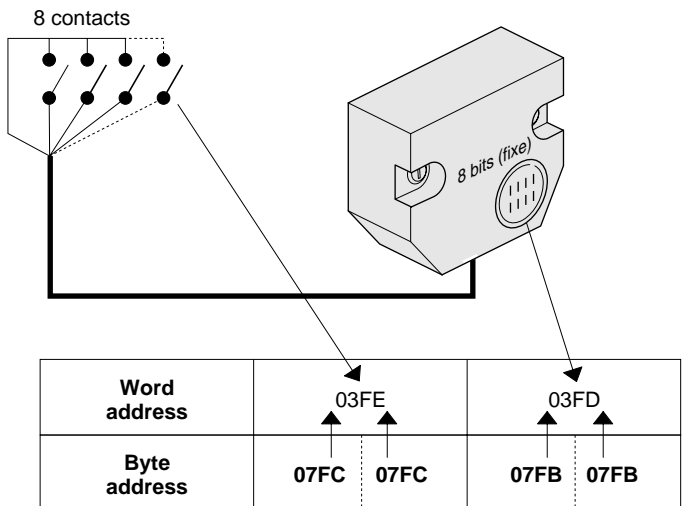 8 contacts
8 bits (fixe)
Word address
03FE
03FD
Byte address
07FC
07FC
07FB
07FB